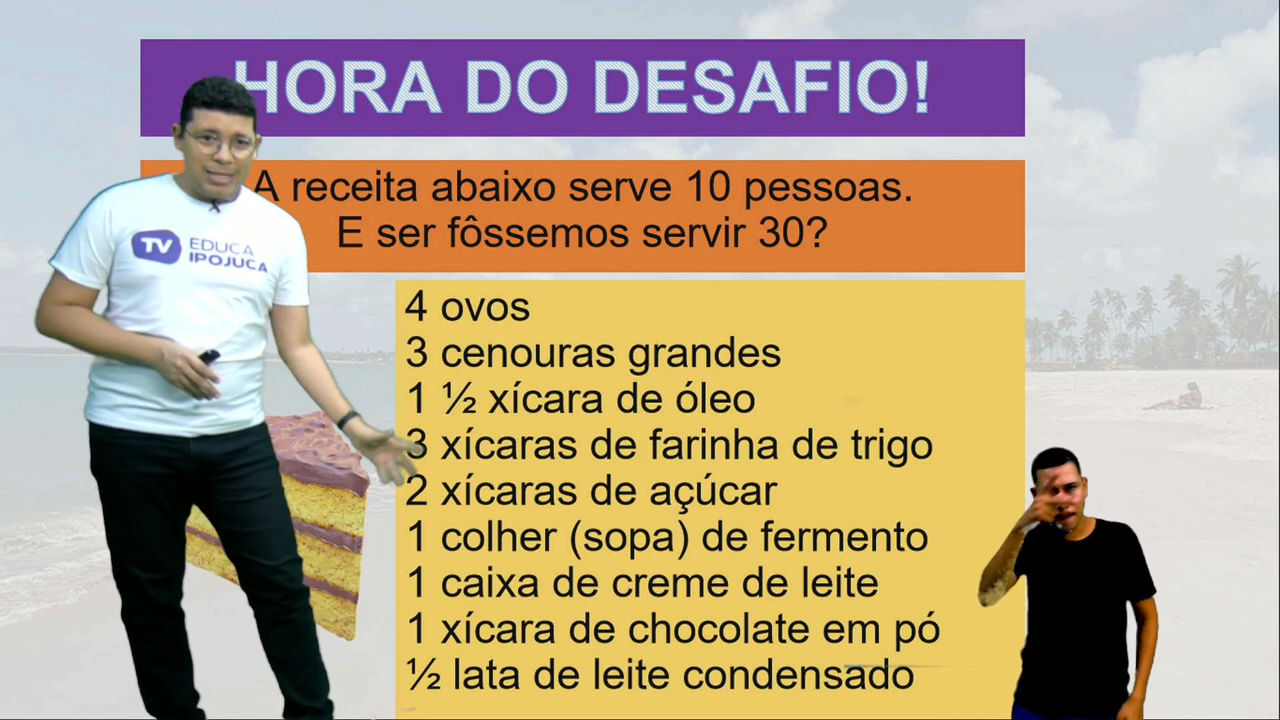 HORA DO DESAFIO!
A receita abaixo serve 10 pessoas.
E ser fôssemos servir 30?
TV EDUCA
IPOJUCA
4 ovos
3 cenouras grandes
1 ½ xícara de óleo
3 xícaras de farinha de trigo
2 xícaras de açúcar
1 colher (sopa) de fermento
1 caixa de creme de leite
1 xícara de chocolate em pó
½ lata de leite condensado